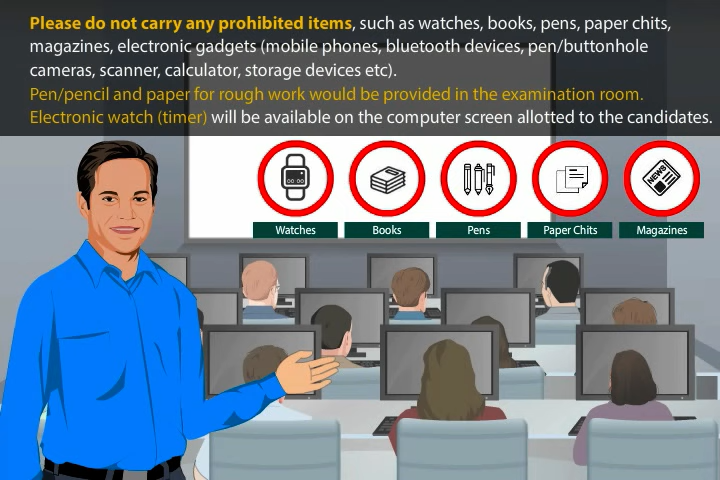 Please do not carry any prohibited items, such as watches, books, pens, paper chits,
magazines, electronic gadgets (mobile phones, bluetooth devices, pen/buttonhole
cameras, scanner, calculator, storage devices etc).
Pen/pencil and paper for rough work would be provided in the examination room.
Electronic watch (timer) will be available on the computer screen allotted to the candidates.
NEWS
Watches
Books
Pens
Paper Chits
Magazines